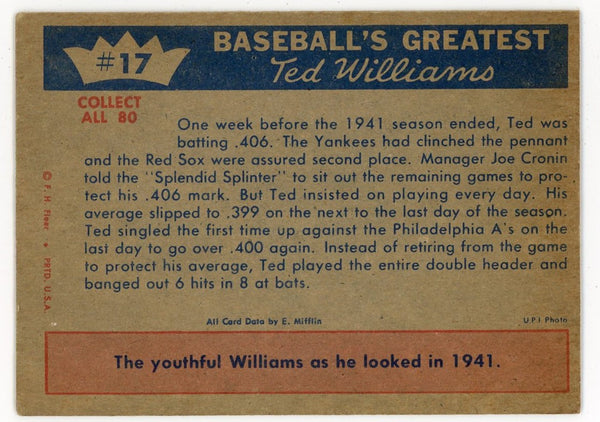 #17
BASEBALL'S GREATEST
Ted Williams
COLLECT
ALL 80
One week before the 1941 season ended, Ted was
batting .406. The Yankees had clinched the pennant
and the Red Sox were assured second place. Manager Joe Cronin
told the "Splendid Splinter" to sit out the remaining games to pro-
tect his .406 mark. But Ted insisted on playing every day. His
average slipped to .399 on the next to the last day of the season.
Ted singled the first time up against the Philadelphia A's on the
last day to go over .400 again. Instead of retiring from the game
to protect his average, Ted played the entire double header and
banged out 6 hits in 8 at bats.
© F. H. Fleer • PRTD. U.S.A
All Card Data by E. Mifflin
UPI Photo
The youthful Williams as he looked in 1941.